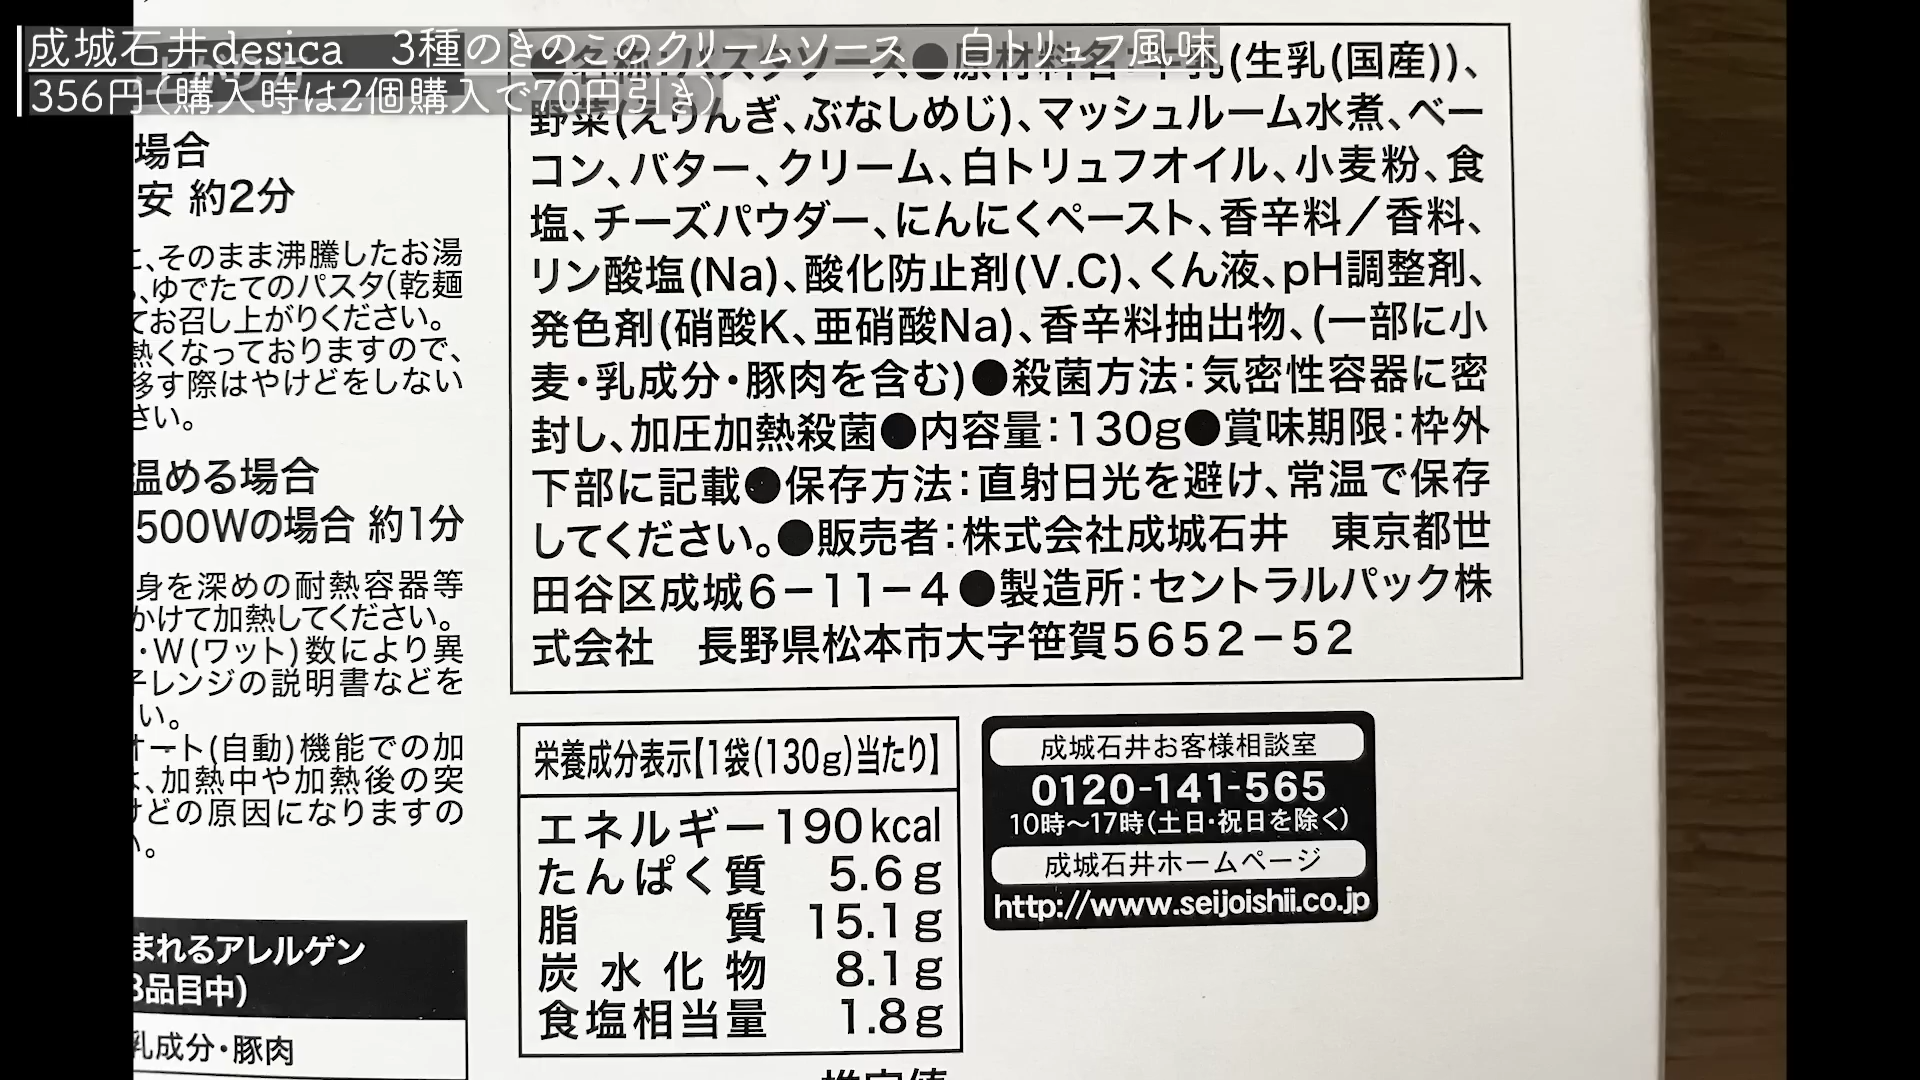 成城石井desica　3種のきのこのクリームソース　白トリュフ風味
356円（購入時は2個購入で70円引き）
場合
安 約2分
、そのまま沸騰したお湯
、ゆでたてのパスタ(乾麺
てお召し上がりください。
熱くなっておりますので、
移す際はやけどをしない
さい。
温める場合
500Wの場合 約1分
身を深めの耐熱容器等
かけて加熱してください。
・W(ワット)数により異
子レンジの説明書などを
い。
オート(自動)機能での加
、加熱中や加熱後の突
けどの原因になりますの
。
まれるアレルゲン
品目中)
乳成分・豚肉
●名称:パスタソース●原材料名:牛乳(生乳(国産))、
野菜(えりんぎ、ぶなしめじ)、マッシュルーム水煮、ベー
コン、バター、クリーム、白トリュフオイル、小麦粉、食
塩、チーズパウダー、にんにくペースト、香辛料／香料、
リン酸塩(Na)、酸化防止剤(V.C)、くん液、pH調整剤、
発色剤(硝酸K、亜硝酸Na)、香辛料抽出物、(一部に小
麦・乳成分・豚肉を含む)●殺菌方法：気密性容器に密
封し、加圧加熱殺菌●内容量：130g●賞味期限：枠外
下部に記載●保存方法：直射日光を避け、常温で保存
してください。●販売者：株式会社成城石井　東京都世
田谷区成城6－11－4●製造所：セントラルパック株
式会社　長野県松本市大字笹賀5652－52
栄養成分表示【1袋(130g)当たり】
エネルギー 190kcal
たんぱく質 5.6g
脂質 15.1g
炭水化物 8.1g
食塩相当量 1.8g
成城石井お客様相談室
0120-141-565
10時～17時(土日・祝日を除く)
成城石井ホームページ
http://www.seijoishii.co.jp